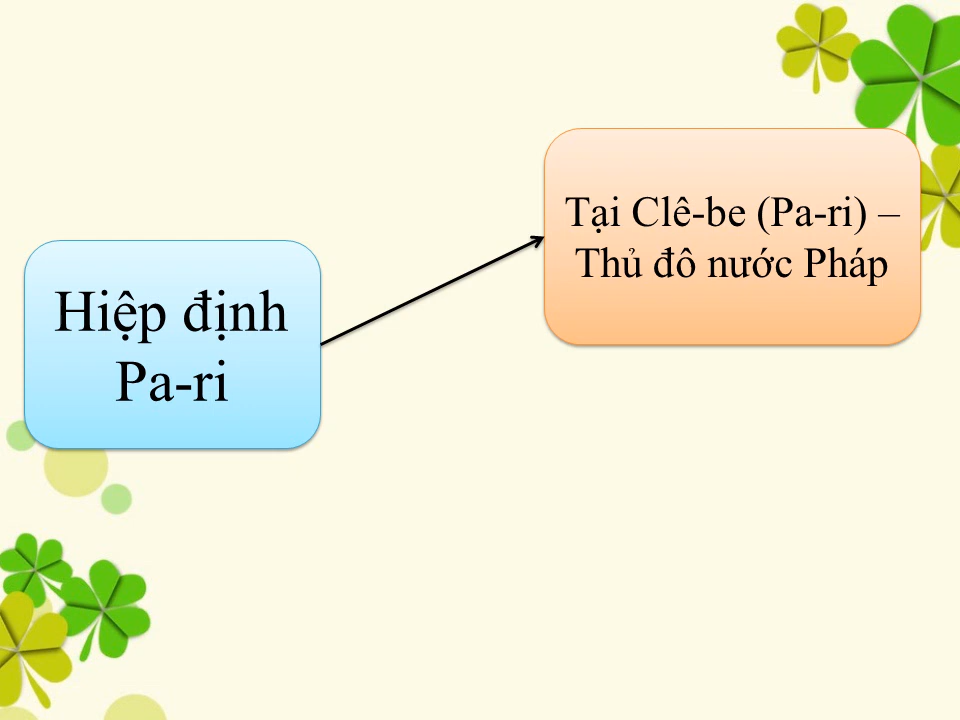 Hiệp định
Pa-ri
Tại Clê-be (Pa-ri) –
Thủ đô nước Pháp